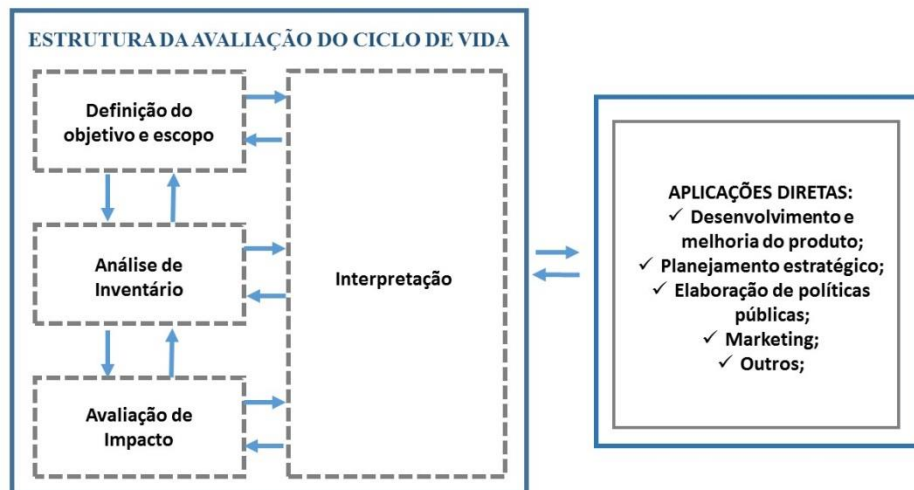 ESTRUTURA DA AVALIAÇÃO DO CICLO DE VIDA
Definição do
objetivo e escopo
Análise de
Inventário
Avaliação de
Impacto
Interpretação
APLICAÇÕES DIRETAS:
✓ Desenvolvimento e
melhoria do produto;
✓ Planejamento estratégico;
✓ Elaboração de políticas
públicas;
✓ Marketing;
✓ Outros;